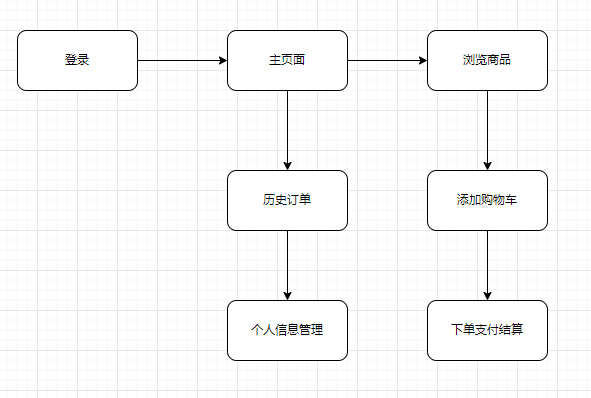 登录
主页面
浏览商品
历史订单
添加购物车
个人信息管理
下单支付结算